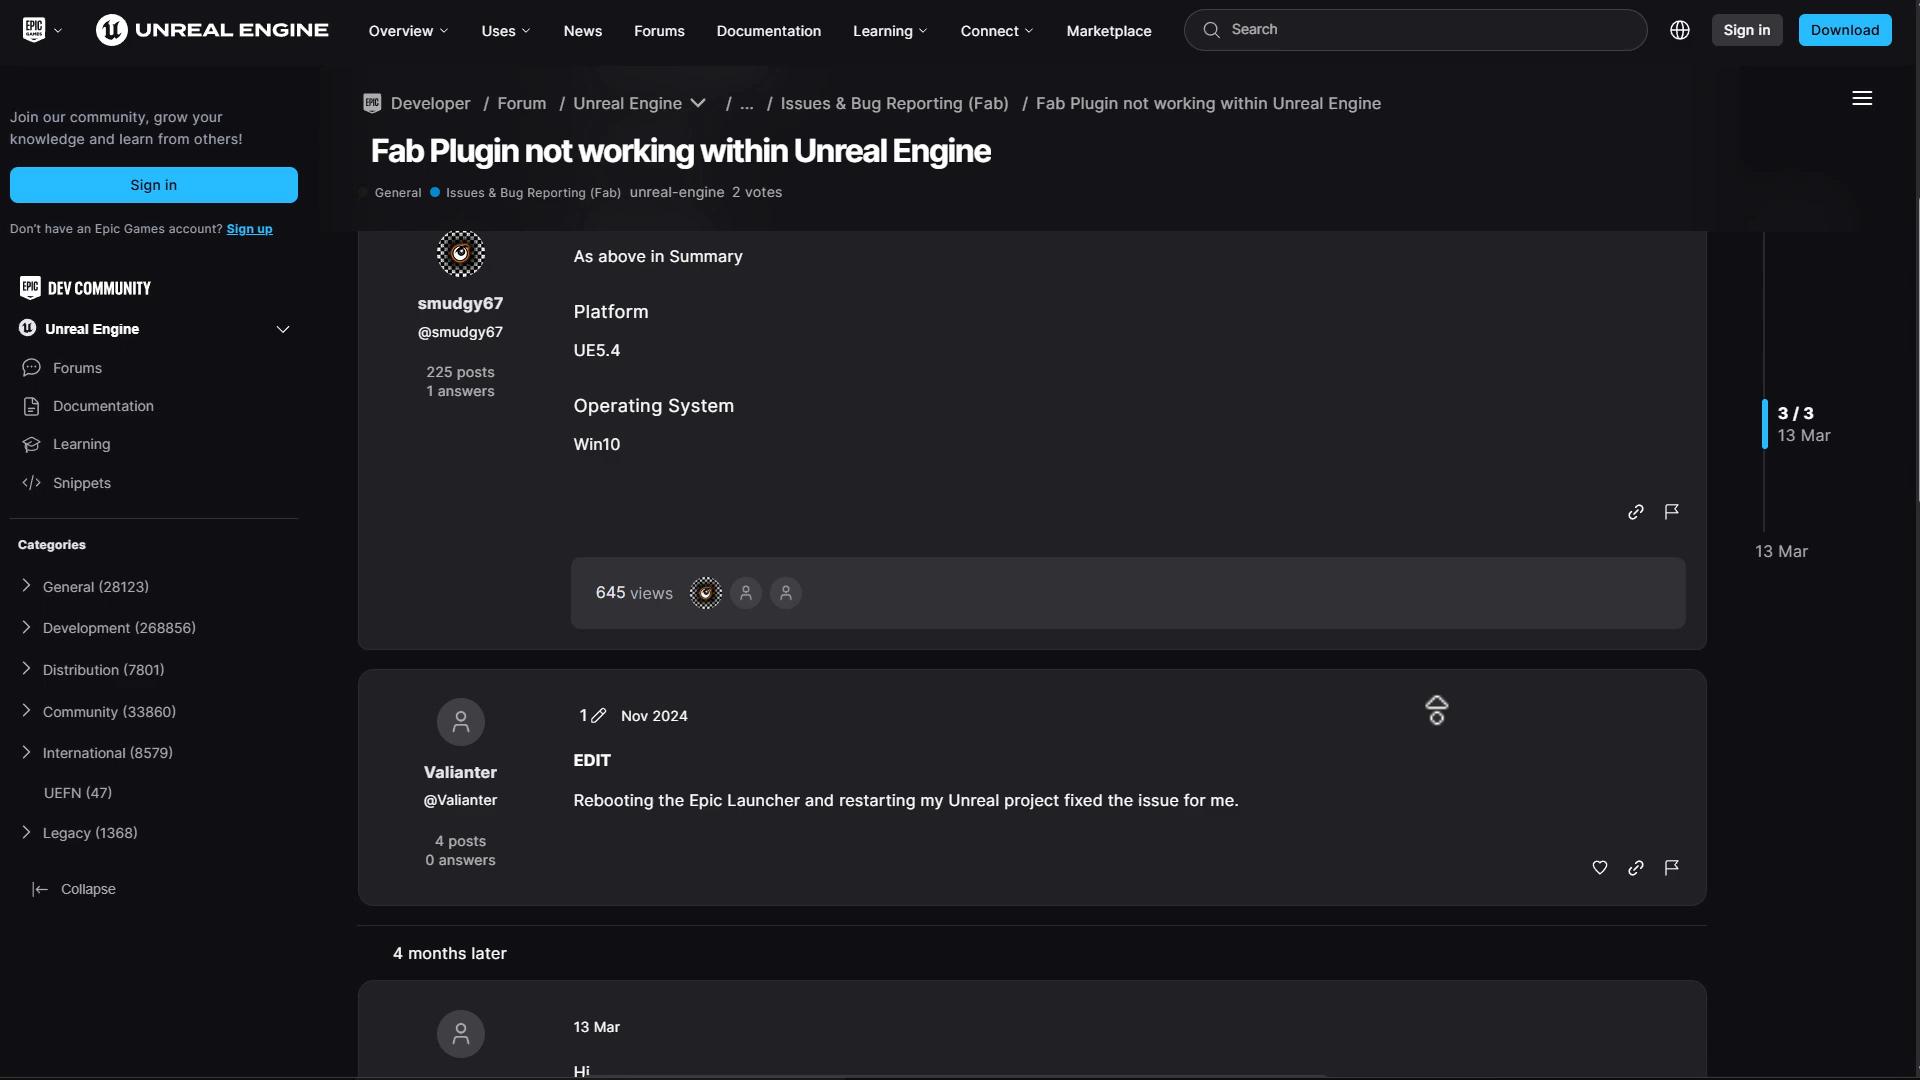 EPIC GAMES
UNREAL ENGINE
Overview
Uses
News
Forums
Documentation
Learning
Connect
Marketplace
Search
Sign in
Download
Join our community, grow your
knowledge and learn from others!
Sign in
Don't have an Epic Games account? Sign up
EPIC DEV COMMUNITY
Unreal Engine
Forums
Documentation
Learning
Snippets
Categories
General (28123)
Development (268856)
Distribution (7801)
Community (33860)
International (8579)
UEFN (47)
Legacy (1368)
Collapse
EPIC Developer / Forum / Unreal Engine / ... / Issues & Bug Reporting (Fab) / Fab Plugin not working within Unreal Engine
Fab Plugin not working within Unreal Engine
General Issues & Bug Reporting (Fab) unreal-engine 2 votes
smudgy67
@smudgy67
225 posts
1 answers
As above in Summary
Platform
UE5.4
Operating System
Win10
645 views
Valianter
@Valianter
4 posts
0 answers
1 Nov 2024
EDIT
Rebooting the Epic Launcher and restarting my Unreal project fixed the issue for me.
4 months later
13 Mar
Hi
3 / 3
13 Mar
13 Mar